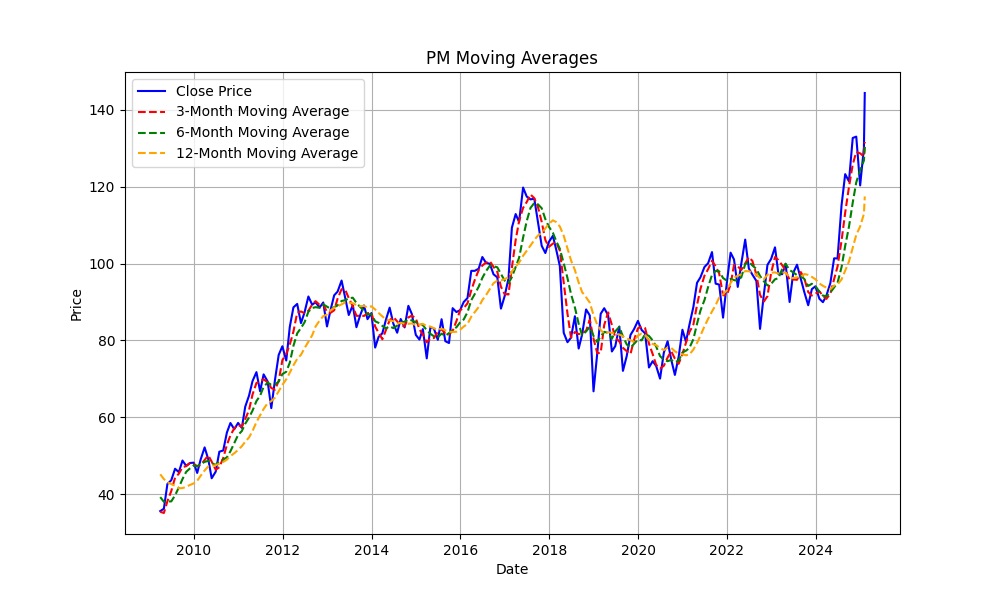 PM Moving Averages
Close Price
3-Month Moving Average
6-Month Moving Average
12-Month Moving Average
140
120
100
80
60
40
Price
2010 2012 2014 2016 2018 2020 2022 2024
Date